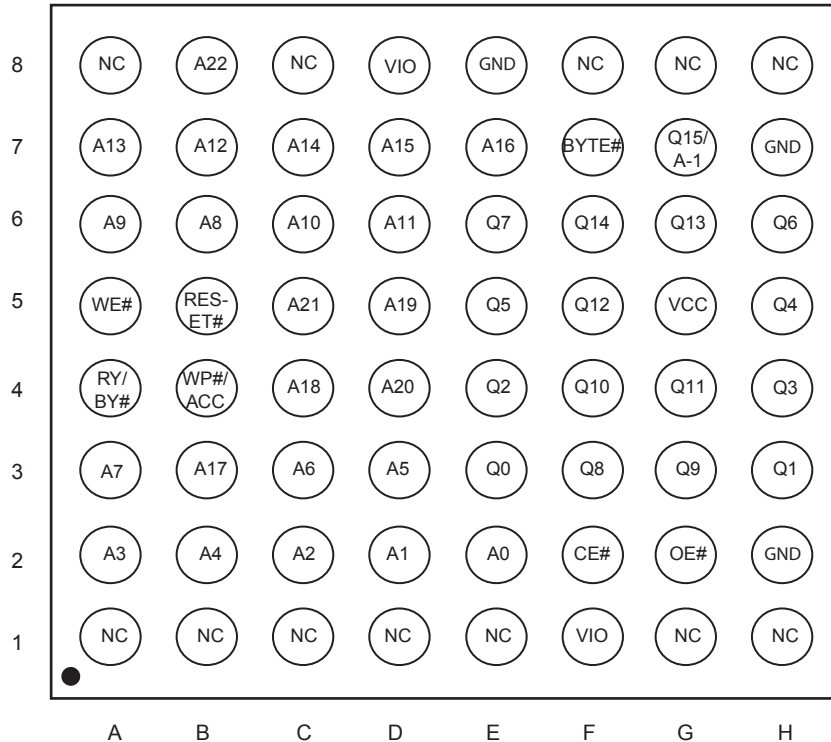 8 NC A22 NC VIO GND NC NC NC
7 A13 A12 A14 A15 A16 BYTE# Q15/
A-1 GND
6 A9 A8 A10 A11 Q7 Q14 Q13 Q6
5 WE# RES-
ET# A21 A19 Q5 Q12 VCC Q4
4 RY/
BY# WP#/
ACC A18 A20 Q2 Q10 Q11 Q3
3 A7 A17 A6 A5 Q0 Q8 Q9 Q1
2 A3 A4 A2 A1 A0 CE# OE# GND
1 NC NC NC NC NC VIO NC NC
A B C D E F G H